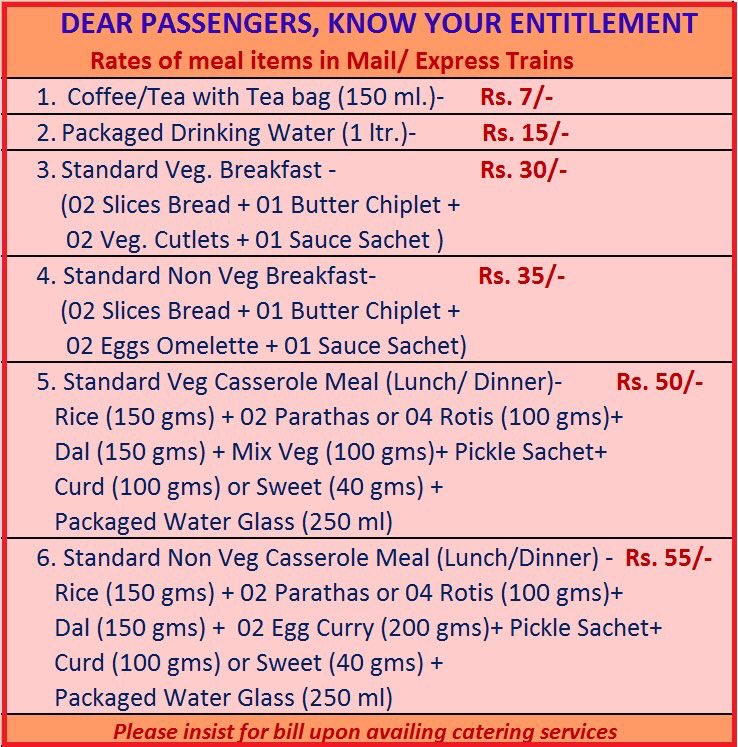 DEAR PASSENGERS, KNOW YOUR ENTITLEMENT
Rates of meal items in Mail/ Express Trains
1. Coffee/Tea with Tea bag (150 ml.)- Rs. 7/-
2. Packaged Drinking Water (1 ltr.)- Rs. 15/-
3. Standard Veg. Breakfast - Rs. 30/-
(02 Slices Bread + 01 Butter Chiplet +
02 Veg. Cutlets + 01 Sauce Sachet )
4. Standard Non Veg Breakfast- Rs. 35/-
(02 Slices Bread + 01 Butter Chiplet +
02 Eggs Omelette + 01 Sauce Sachet)
5. Standard Veg Casserole Meal (Lunch/ Dinner)- Rs. 50/-
Rice (150 gms) + 02 Parathas or 04 Rotis (100 gms)+
Dal (150 gms) + Mix Veg (100 gms)+ Pickle Sachet+
Curd (100 gms) or Sweet (40 gms) +
Packaged Water Glass (250 ml)
6. Standard Non Veg Casserole Meal (Lunch/Dinner) - Rs. 55/-
Rice (150 gms) + 02 Parathas or 04 Rotis (100 gms)+
Dal (150 gms) + 02 Egg Curry (200 gms)+ Pickle Sachet+
Curd (100 gms) or Sweet (40 gms) +
Packaged Water Glass (250 ml)
Please insist for bill upon availing catering services